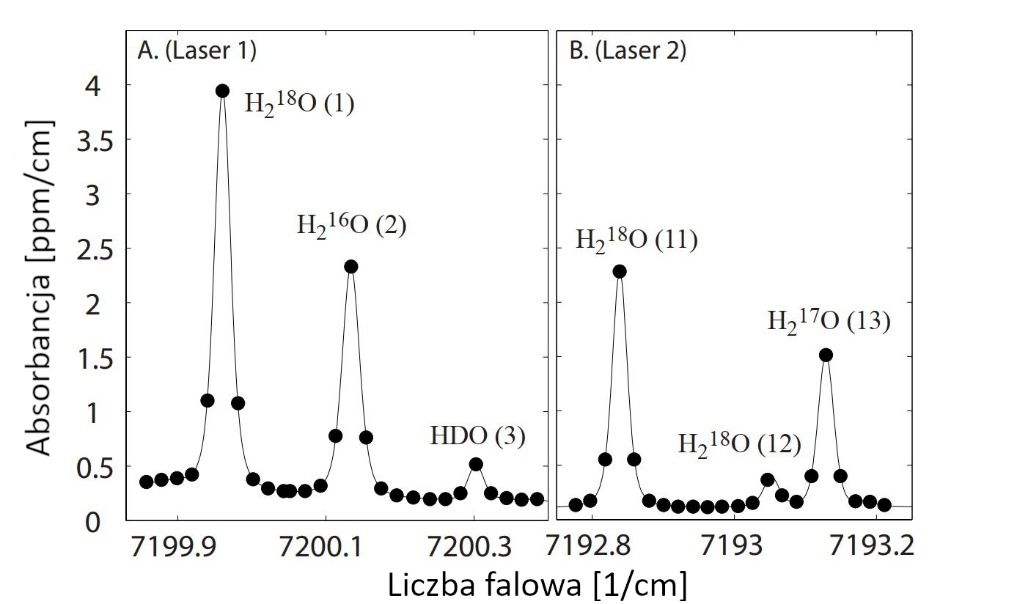 A. (Laser 1)
B. (Laser 2)
H₂¹⁸O (1)
H₂¹⁶O (2)
HDO (3)
H₂¹⁸O (11)
H₂¹⁷O (13)
H₂¹⁸O (12)
Absorbancja [ppm/cm]
4
3.5
3
2.5
2
1.5
1
0.5
0
7199.9 7200.1 7200.3 7192.8 7193 7193.2
Liczba falowa [1/cm]